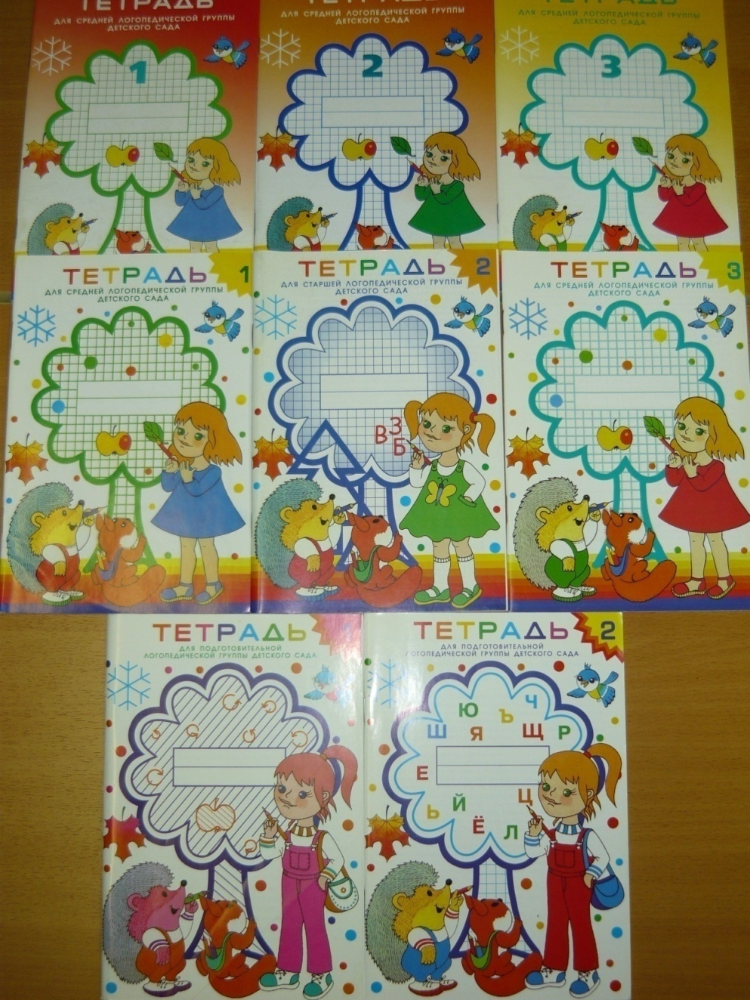 ТЕТРАДЬ
ДЛЯ СРЕДНЕЙ ЛОГОПЕДИЧЕСКОЙ ГРУППЫ
ДЕТСКОГО САДА
1
ТЕТРАДЬ
ДЛЯ СРЕДНЕЙ ЛОГОПЕДИЧЕСКОЙ ГРУППЫ
ДЕТСКОГО САДА
2
ТЕТРАДЬ
ДЛЯ СРЕДНЕЙ ЛОГОПЕДИЧЕСКОЙ ГРУППЫ
ДЕТСКОГО САДА
3
ТЕТРАДЬ 1
ДЛЯ СРЕДНЕЙ ЛОГОПЕДИЧЕСКОЙ ГРУППЫ
ДЕТСКОГО САДА
ТЕТРАДЬ 2
ДЛЯ СТАРШЕЙ ЛОГОПЕДИЧЕСКОЙ ГРУППЫ
ДЕТСКОГО САДА
В З
Б
ТЕТРАДЬ 3
ДЛЯ СРЕДНЕЙ ЛОГОПЕДИЧЕСКОЙ ГРУППЫ
ДЕТСКОГО САДА
ТЕТРАДЬ 1
ДЛЯ ПОДГОТОВИТЕЛЬНОЙ
ЛОГОПЕДИЧЕСКОЙ ГРУППЫ ДЕТСКОГО САДА
ТЕТРАДЬ 2
ДЛЯ ПОДГОТОВИТЕЛЬНОЙ
ЛОГОПЕДИЧЕСКОЙ ГРУППЫ ДЕТСКОГО САДА
Ю Ъ Ч
Ш Я Щ Р
Е
Ь Й Ц
Ё Л